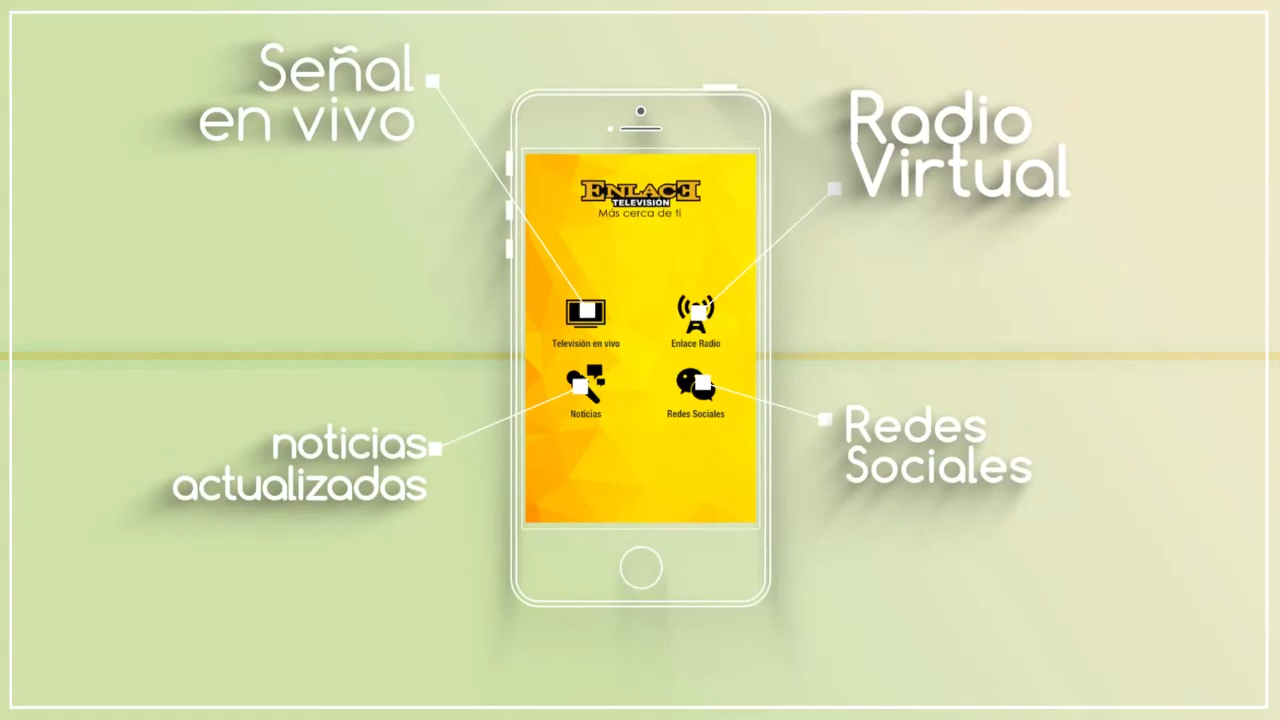 Señal
en vivo
Radio
Virtual
ENLACE
TELEVISIÓN
Más cerca de ti
Televisión en vivo
Enlace Radio
Noticias
Redes Sociales
noticias
actualizadas
Redes
Sociales